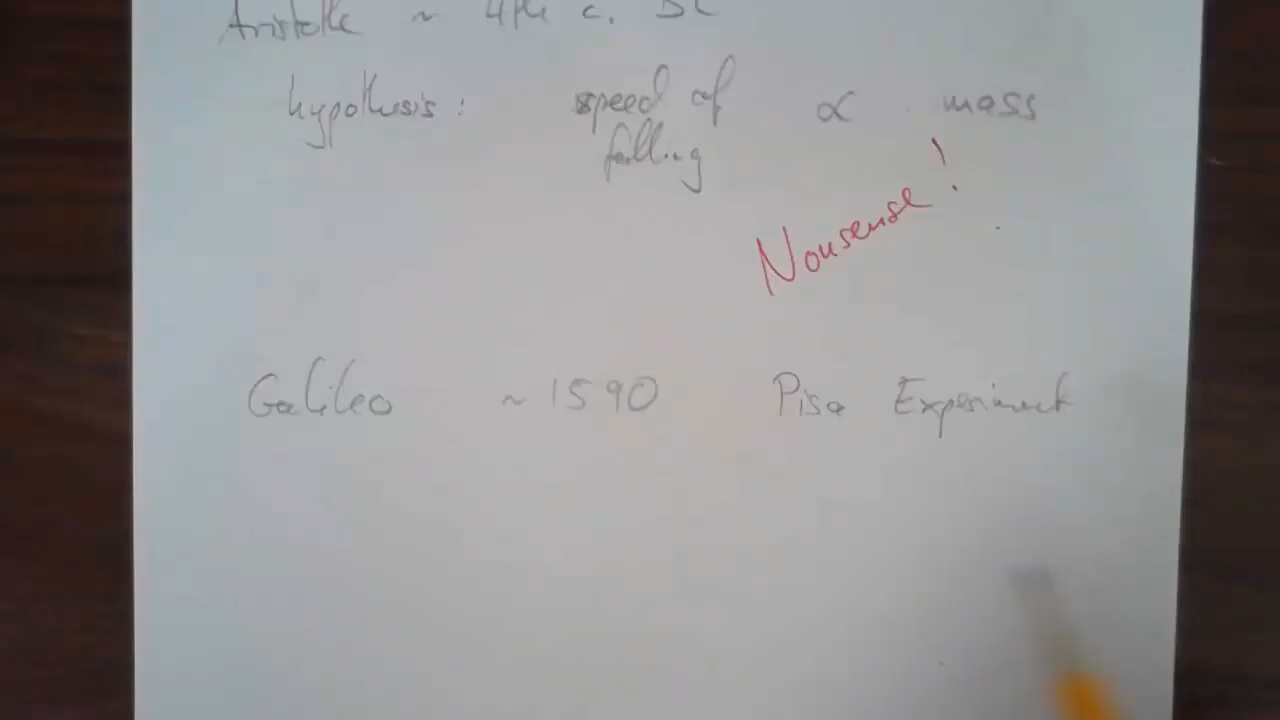 Aristotle ~ 4th c. BC
hypothesis: speed of falling ∝ mass
Nonsense!
Galileo ~1590 Pisa Experiment